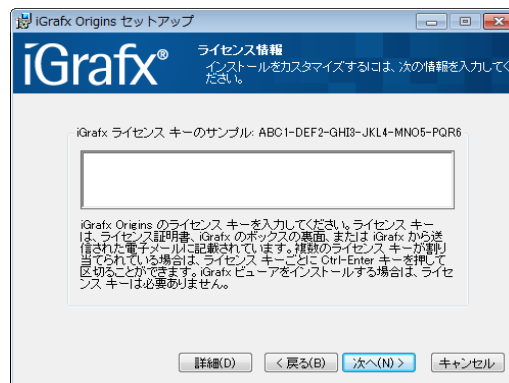 iGrafx Origins セットアップ
iGrafx®
ライセンス情報
インストールをカスタマイズするには、次の情報を入力してく
ださい。
iGrafx ライセンス キーのサンプル: ABC1-DEF2-GHI3-JKL4-MNO5-PQR6
iGrafx Origins のライセンス キーを入力してください。ライセンス キー
は、ライセンス証明書、iGrafx のボックスの裏面、または iGrafx から送
信された電子メールに記載されています。複数のライセンス キーが割り
当てられている場合は、ライセンス キーごとに Ctrl-Enter キーを押して
区切ることができます。iGrafx ビューアをインストールする場合は、ライセ
ンス キーは必要ありません。
詳細(D) < 戻る(B) 次へ(N) > キャンセル